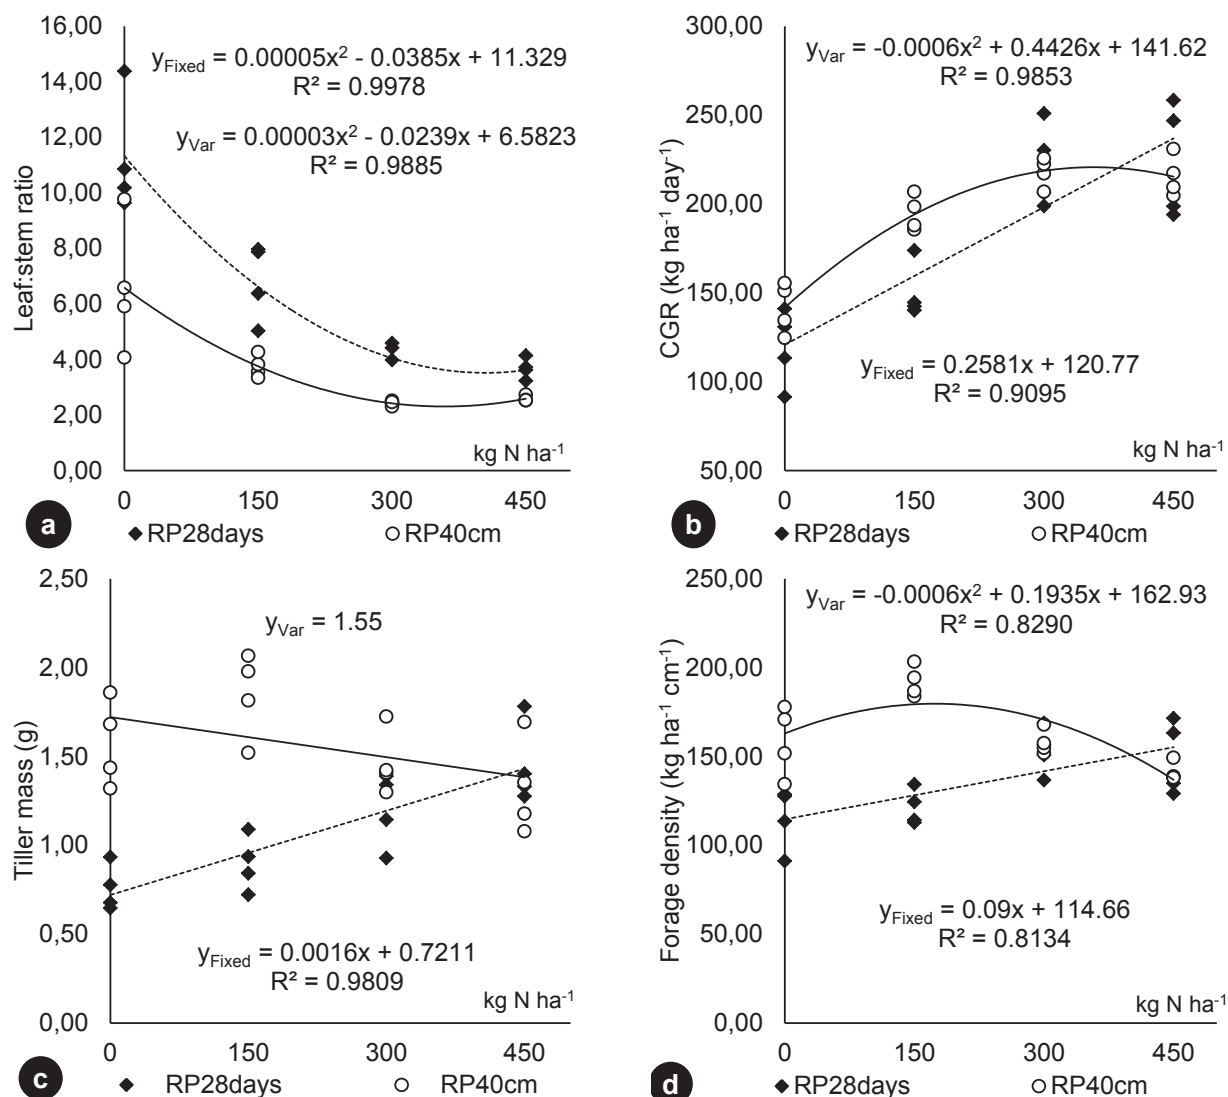 16,00
14,00
12,00
10,00
8,00
6,00
4,00
2,00
0,00
Leaf:stem ratio
yFixed = 0.00005x² - 0.0385x + 11.329
R² = 0.9978
yVar = 0.00003x² - 0.0239x + 6.5823
R² = 0.9885
kg N ha⁻¹
0 150 300 450
a
◆RP28days ○RP40cm
300,00
250,00
200,00
150,00
100,00
50,00
CGR (kg ha⁻¹ day⁻¹)
yVar = -0.0006x² + 0.4426x + 141.62
R² = 0.9853
yFixed = 0.2581x + 120.77
R² = 0.9095
kg N ha⁻¹
0 150 300 450
b
◆RP28days ○RP40cm
2,50
2,00
1,50
1,00
0,50
0,00
Tiller mass (g)
yVar = 1.55
yFixed = 0.0016x + 0.7211
R² = 0.9809
kg N ha⁻¹
0 150 300 450
c
◆ RP28days ○ RP40cm
250,00
200,00
150,00
100,00
50,00
0,00
Forage density (kg ha⁻¹ cm⁻¹)
yVar = -0.0006x² + 0.1935x + 162.93
R² = 0.8290
yFixed = 0.09x + 114.66
R² = 0.8134
kg N ha⁻¹
0 150 300 450
d
◆RP28days ○RP40cm